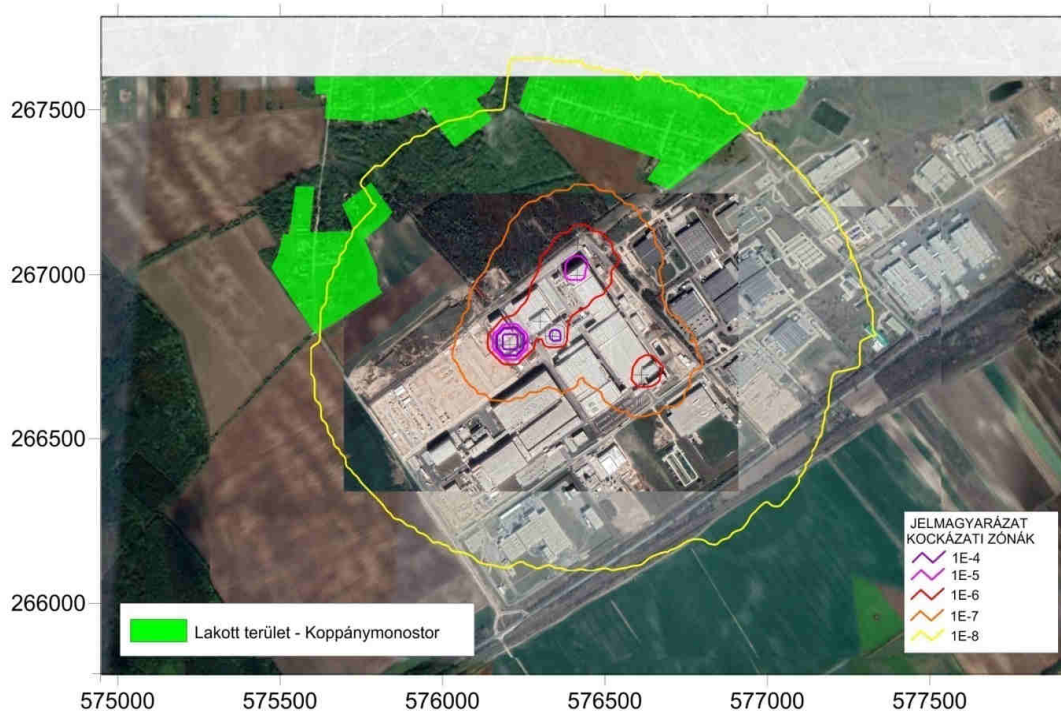 267500
267000
266500
266000
JELMAGYARÁZAT
KOCKÁZATI ZÓNÁK
1E-4
1E-5
1E-6
1E-7
1E-8
Lakott terület - Koppánymonostor
575000 575500 576000 576500 577000 577500